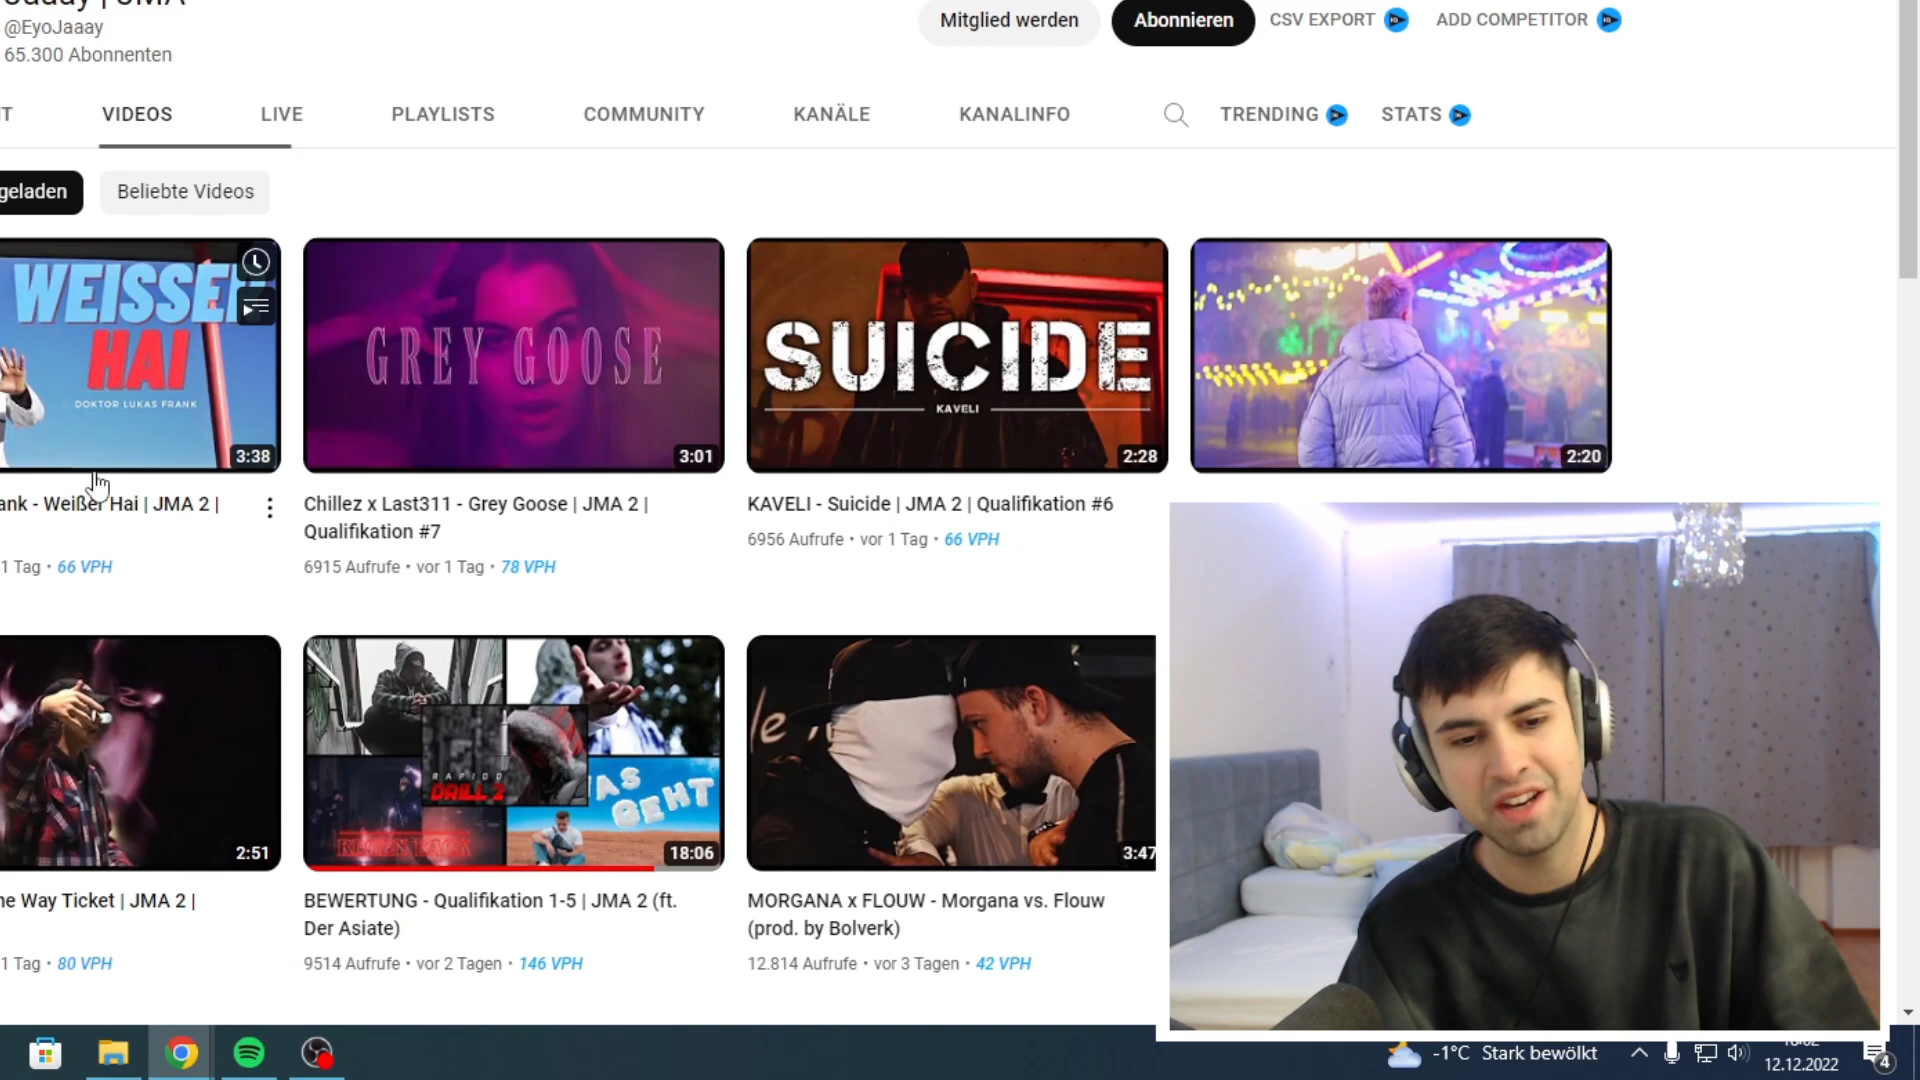 @EyoJaaay
65.300 Abonnenten
Mitglied werden
Abonnieren
CSV EXPORT
ADD COMPETITOR
VIDEOS
LIVE
PLAYLISTS
COMMUNITY
KANÄLE
KANALINFO
TRENDING
STATS
geladen
Beliebte Videos
WEISSER
HAI
DOKTOR LUKAS FRANK
3:38
GREY GOOSE
3:01
SUICIDE
KAVELI
2:28
2:20
ank - Weißer Hai | JMA 2 |
1 Tag • 66 VPH
Chillez x Last311 - Grey Goose | JMA 2 |
Qualifikation #7
6915 Aufrufe • vor 1 Tag • 78 VPH
KAVELI - Suicide | JMA 2 | Qualifikation #6
6956 Aufrufe • vor 1 Tag • 66 VPH
2:51
RAPIDO
DRILL 2
AS
GEHT
18:06
3:47
ne Way Ticket | JMA 2 |
1 Tag • 80 VPH
BEWERTUNG - Qualifikation 1-5 | JMA 2 (ft.
Der Asiate)
9514 Aufrufe • vor 2 Tagen • 146 VPH
MORGANA x FLOUW - Morgana vs. Flouw
(prod. by Bolverk)
12.814 Aufrufe • vor 3 Tagen • 42 VPH
-1°C Stark bewölkt
12.12.2022
4